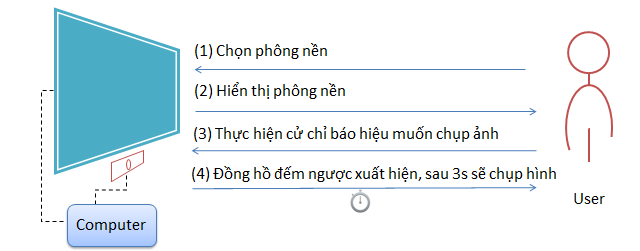 (1) Chọn phông nền
(2) Hiển thị phông nền
(3) Thực hiện cử chỉ báo hiệu muốn chụp ảnh
(4) Đồng hồ đếm ngược xuất hiện, sau 3s sẽ chụp hình
User
Computer